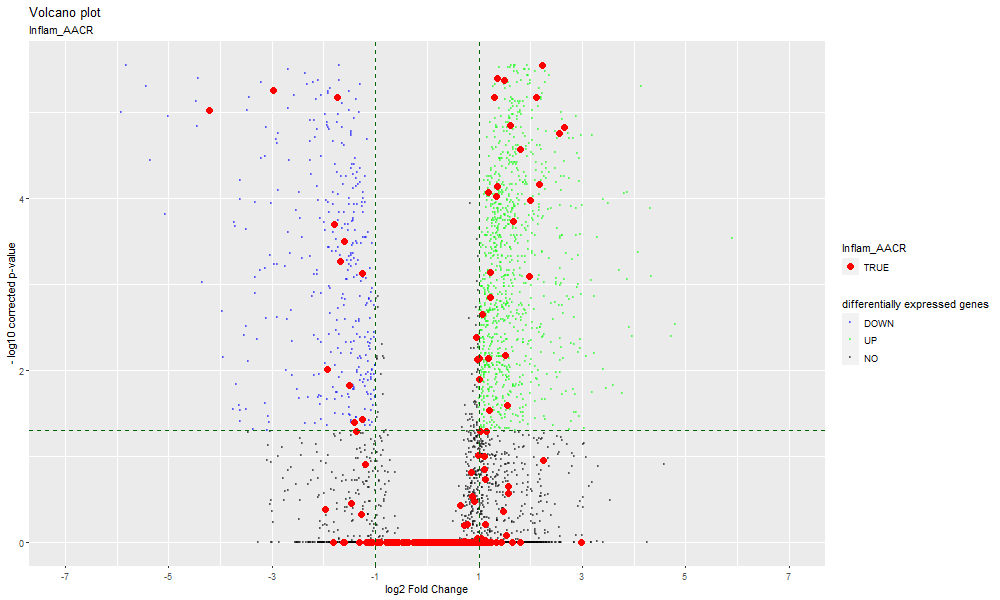 Volcano plot
Inflam_AACR
- log10 corrected p-value
4
2
0
-7 -5 -3 -1 1 3 5 7
log2 Fold Change
Inflam_AACR
TRUE
differentially expressed genes
DOWN
UP
NO